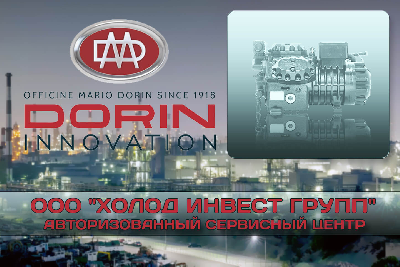 OFFICINE MARIO DORIN SINCE 1918
DORIN
INNOVATION
ООО "ХОЛОД ИНВЕСТ ГРУПП"
АВТОРИЗОВАННЫЙ СЕРВИСНЫЙ ЦЕНТР